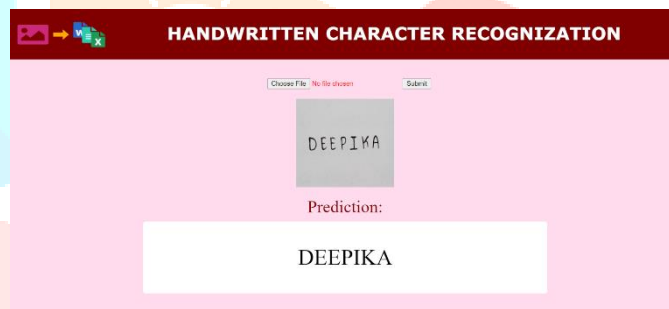 HANDWRITTEN CHARACTER RECOGNIZATION
Choose File No file chosen Submit
DEEPIKA
Prediction:
DEEPIKA